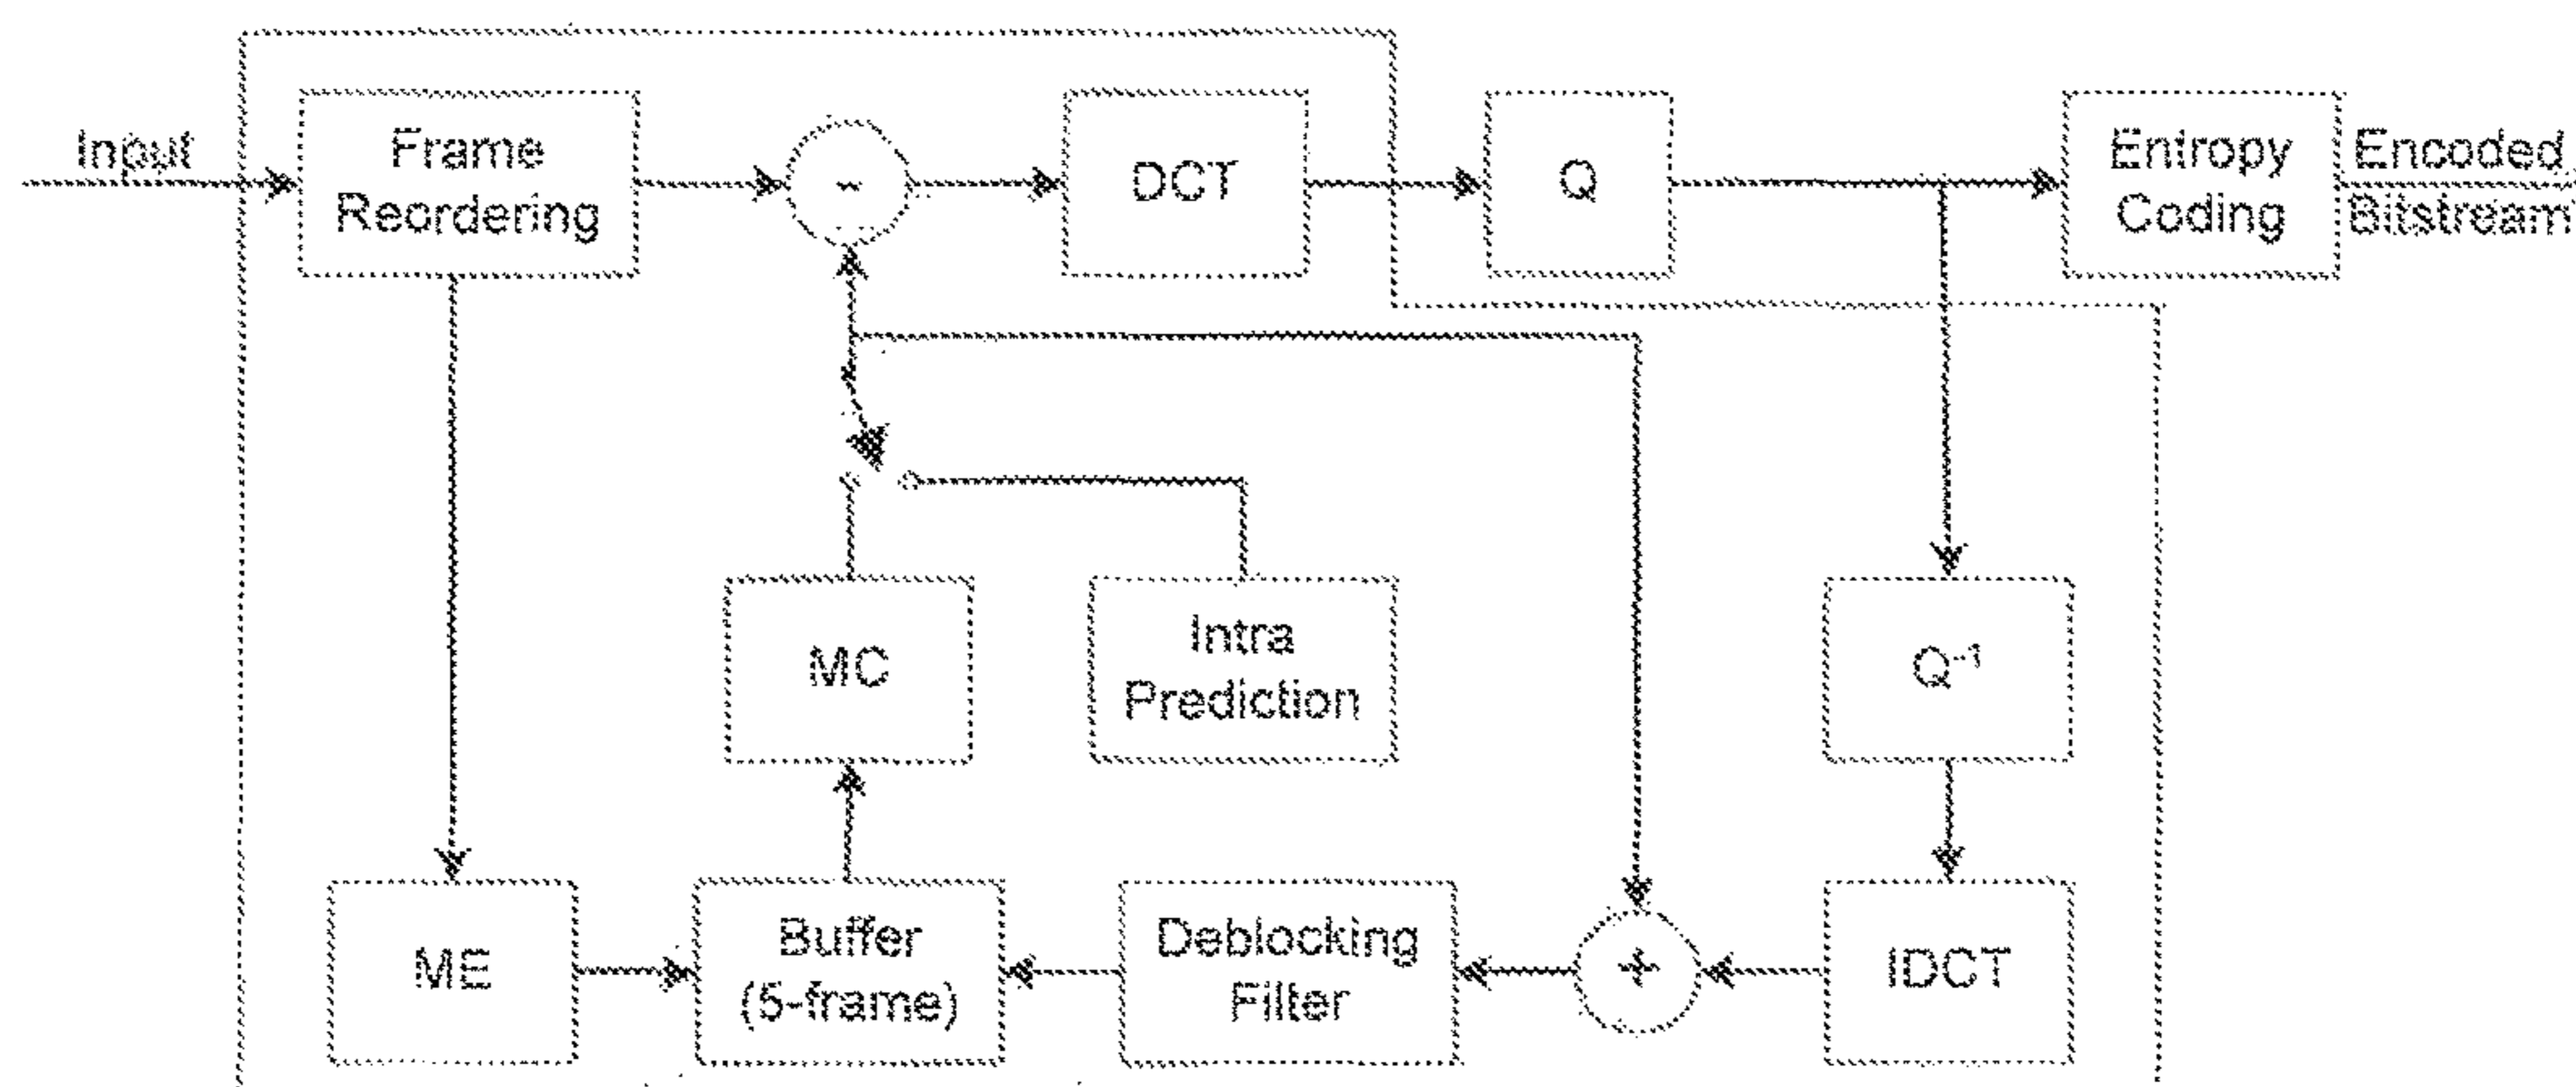 Input
Frame
Reordering
-
DCT
Q
Entropy
Coding
Encoded
Bitstream
MC
Intra
Prediction
Q-1
ME
Buffer
(5-frame)
Deblocking
Filter
+
IDCT